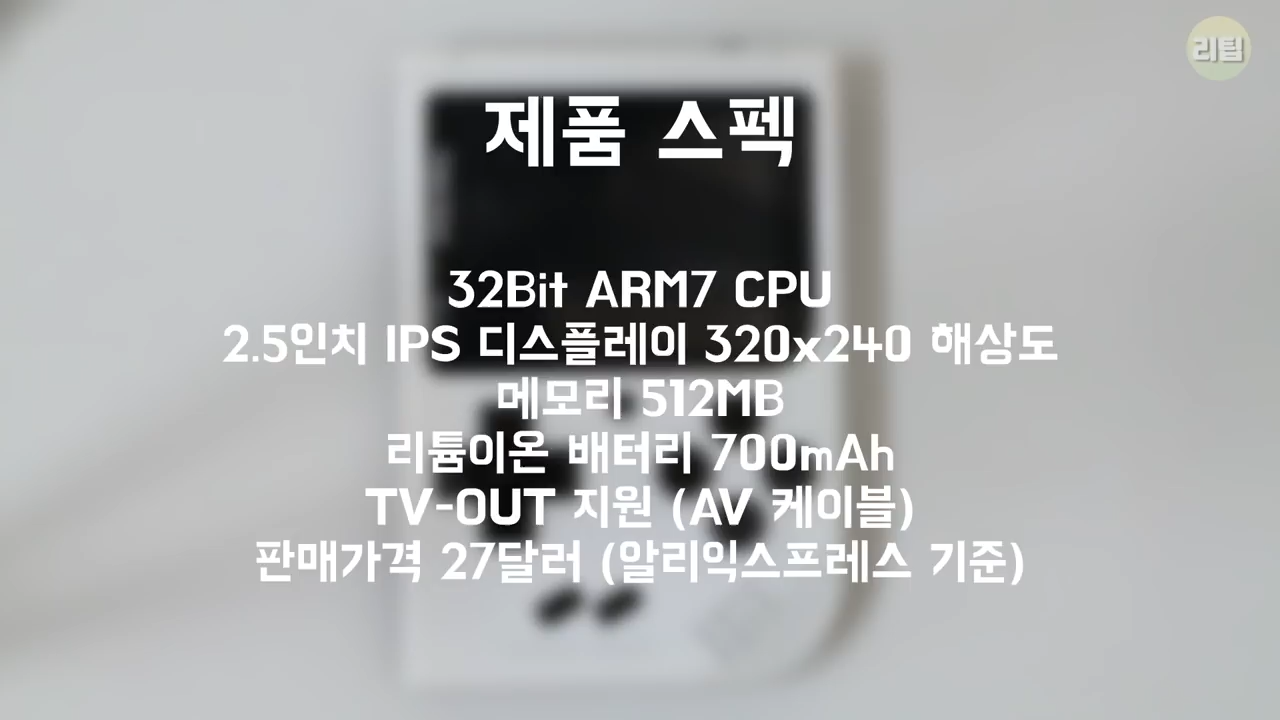 리팁
제품 스펙
32Bit ARM7 CPU
2.5인치 IPS 디스플레이 320x240 해상도
메모리 512MB
리튬이온 배터리 700mAh
TV-OUT 지원 (AV 케이블)
판매가격 27달러 (알리익스프레스 기준)